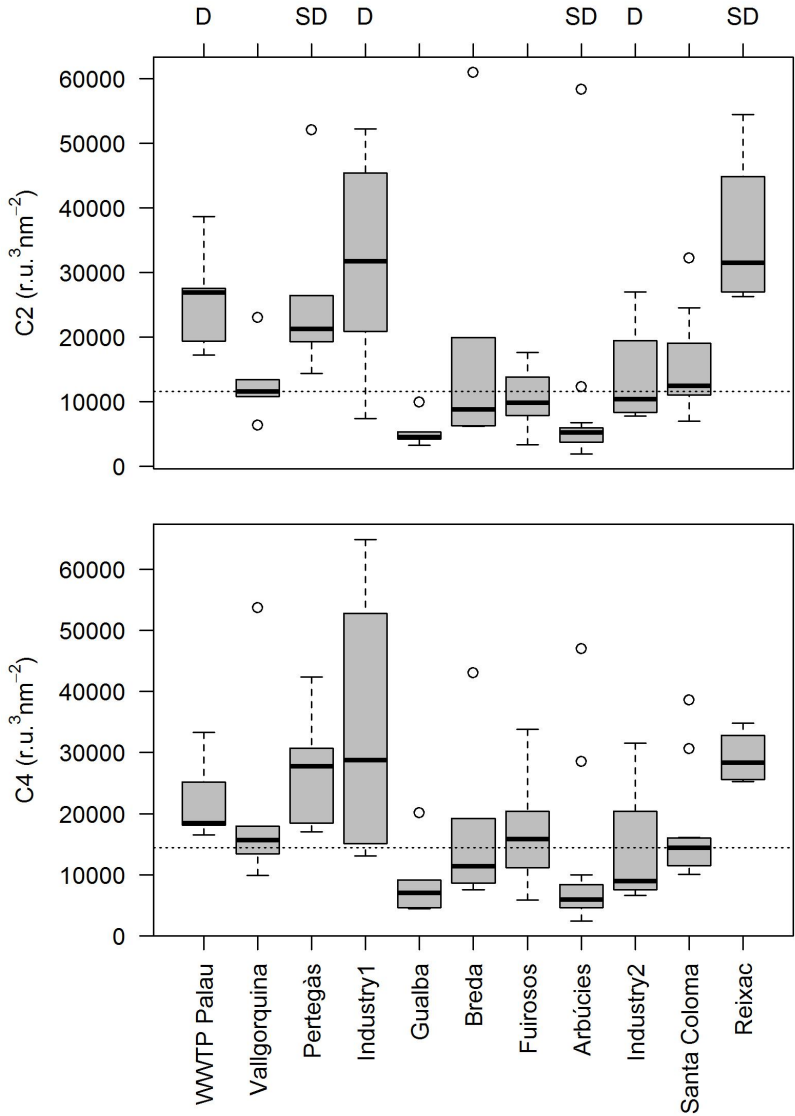 D SD D SD D SD
60000
50000
40000
30000
20000
10000
0
C2 (r.u.³nm⁻²)
60000
50000
40000
30000
20000
10000
0
C4 (r.u.³nm⁻²)
WWTP Palau
Vallgorquina
Pertegàs
Industry1
Gualba
Breda
Fuirosos
Arbúcies
Industry2
Santa Coloma
Reixac